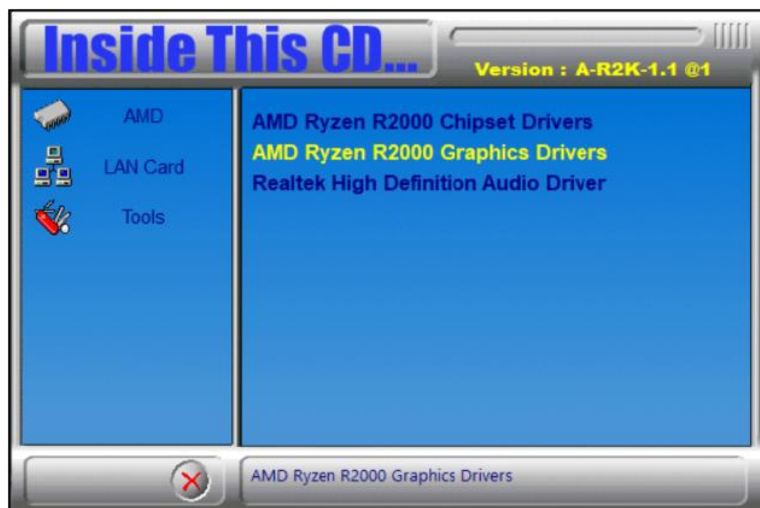 Inside This CD...
Version : A-R2K-1.1 @1
AMD
LAN Card
Tools
AMD Ryzen R2000 Chipset Drivers
AMD Ryzen R2000 Graphics Drivers
Realtek High Definition Audio Driver
AMD Ryzen R2000 Graphics Drivers